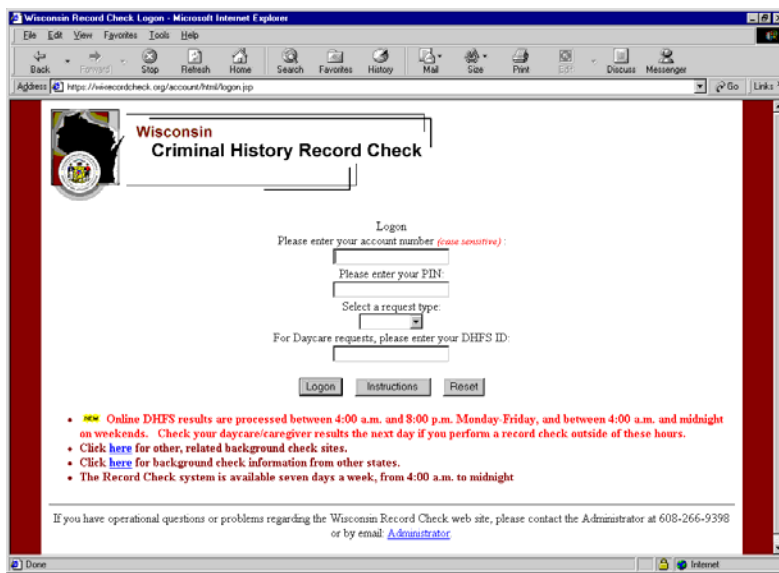 Wisconsin Record Check Logon - Microsoft Internet Explorer
File Edit View Favorites Tools Help
Back Forward Stop Refresh Home Search Favorites History Mail Size Print Edit Discuss Messenger
Address https://wi-recordcheck.org/account/html/logon.jsp Go Links
Wisconsin
Criminal History Record Check
Logon
Please enter your account number (case sensitive) :
Please enter your PIN:
Select a request type:
For Daycare requests, please enter your DHFS ID:
Logon Instructions Reset
NEW Online DHFS results are processed between 4:00 a.m. and 8:00 p.m. Monday-Friday, and between 4:00 a.m. and midnight
on weekends. Check your daycare/caregiver results the next day if you perform a record check outside of these hours.
Click here for other, related background check sites.
Click here for background check information from other states.
The Record Check system is available seven days a week, from 4:00 a.m. to midnight
If you have operational questions or problems regarding the Wisconsin Record Check web site, please contact the Administrator at 608-266-9398
or by email: Administrator.
Done Internet